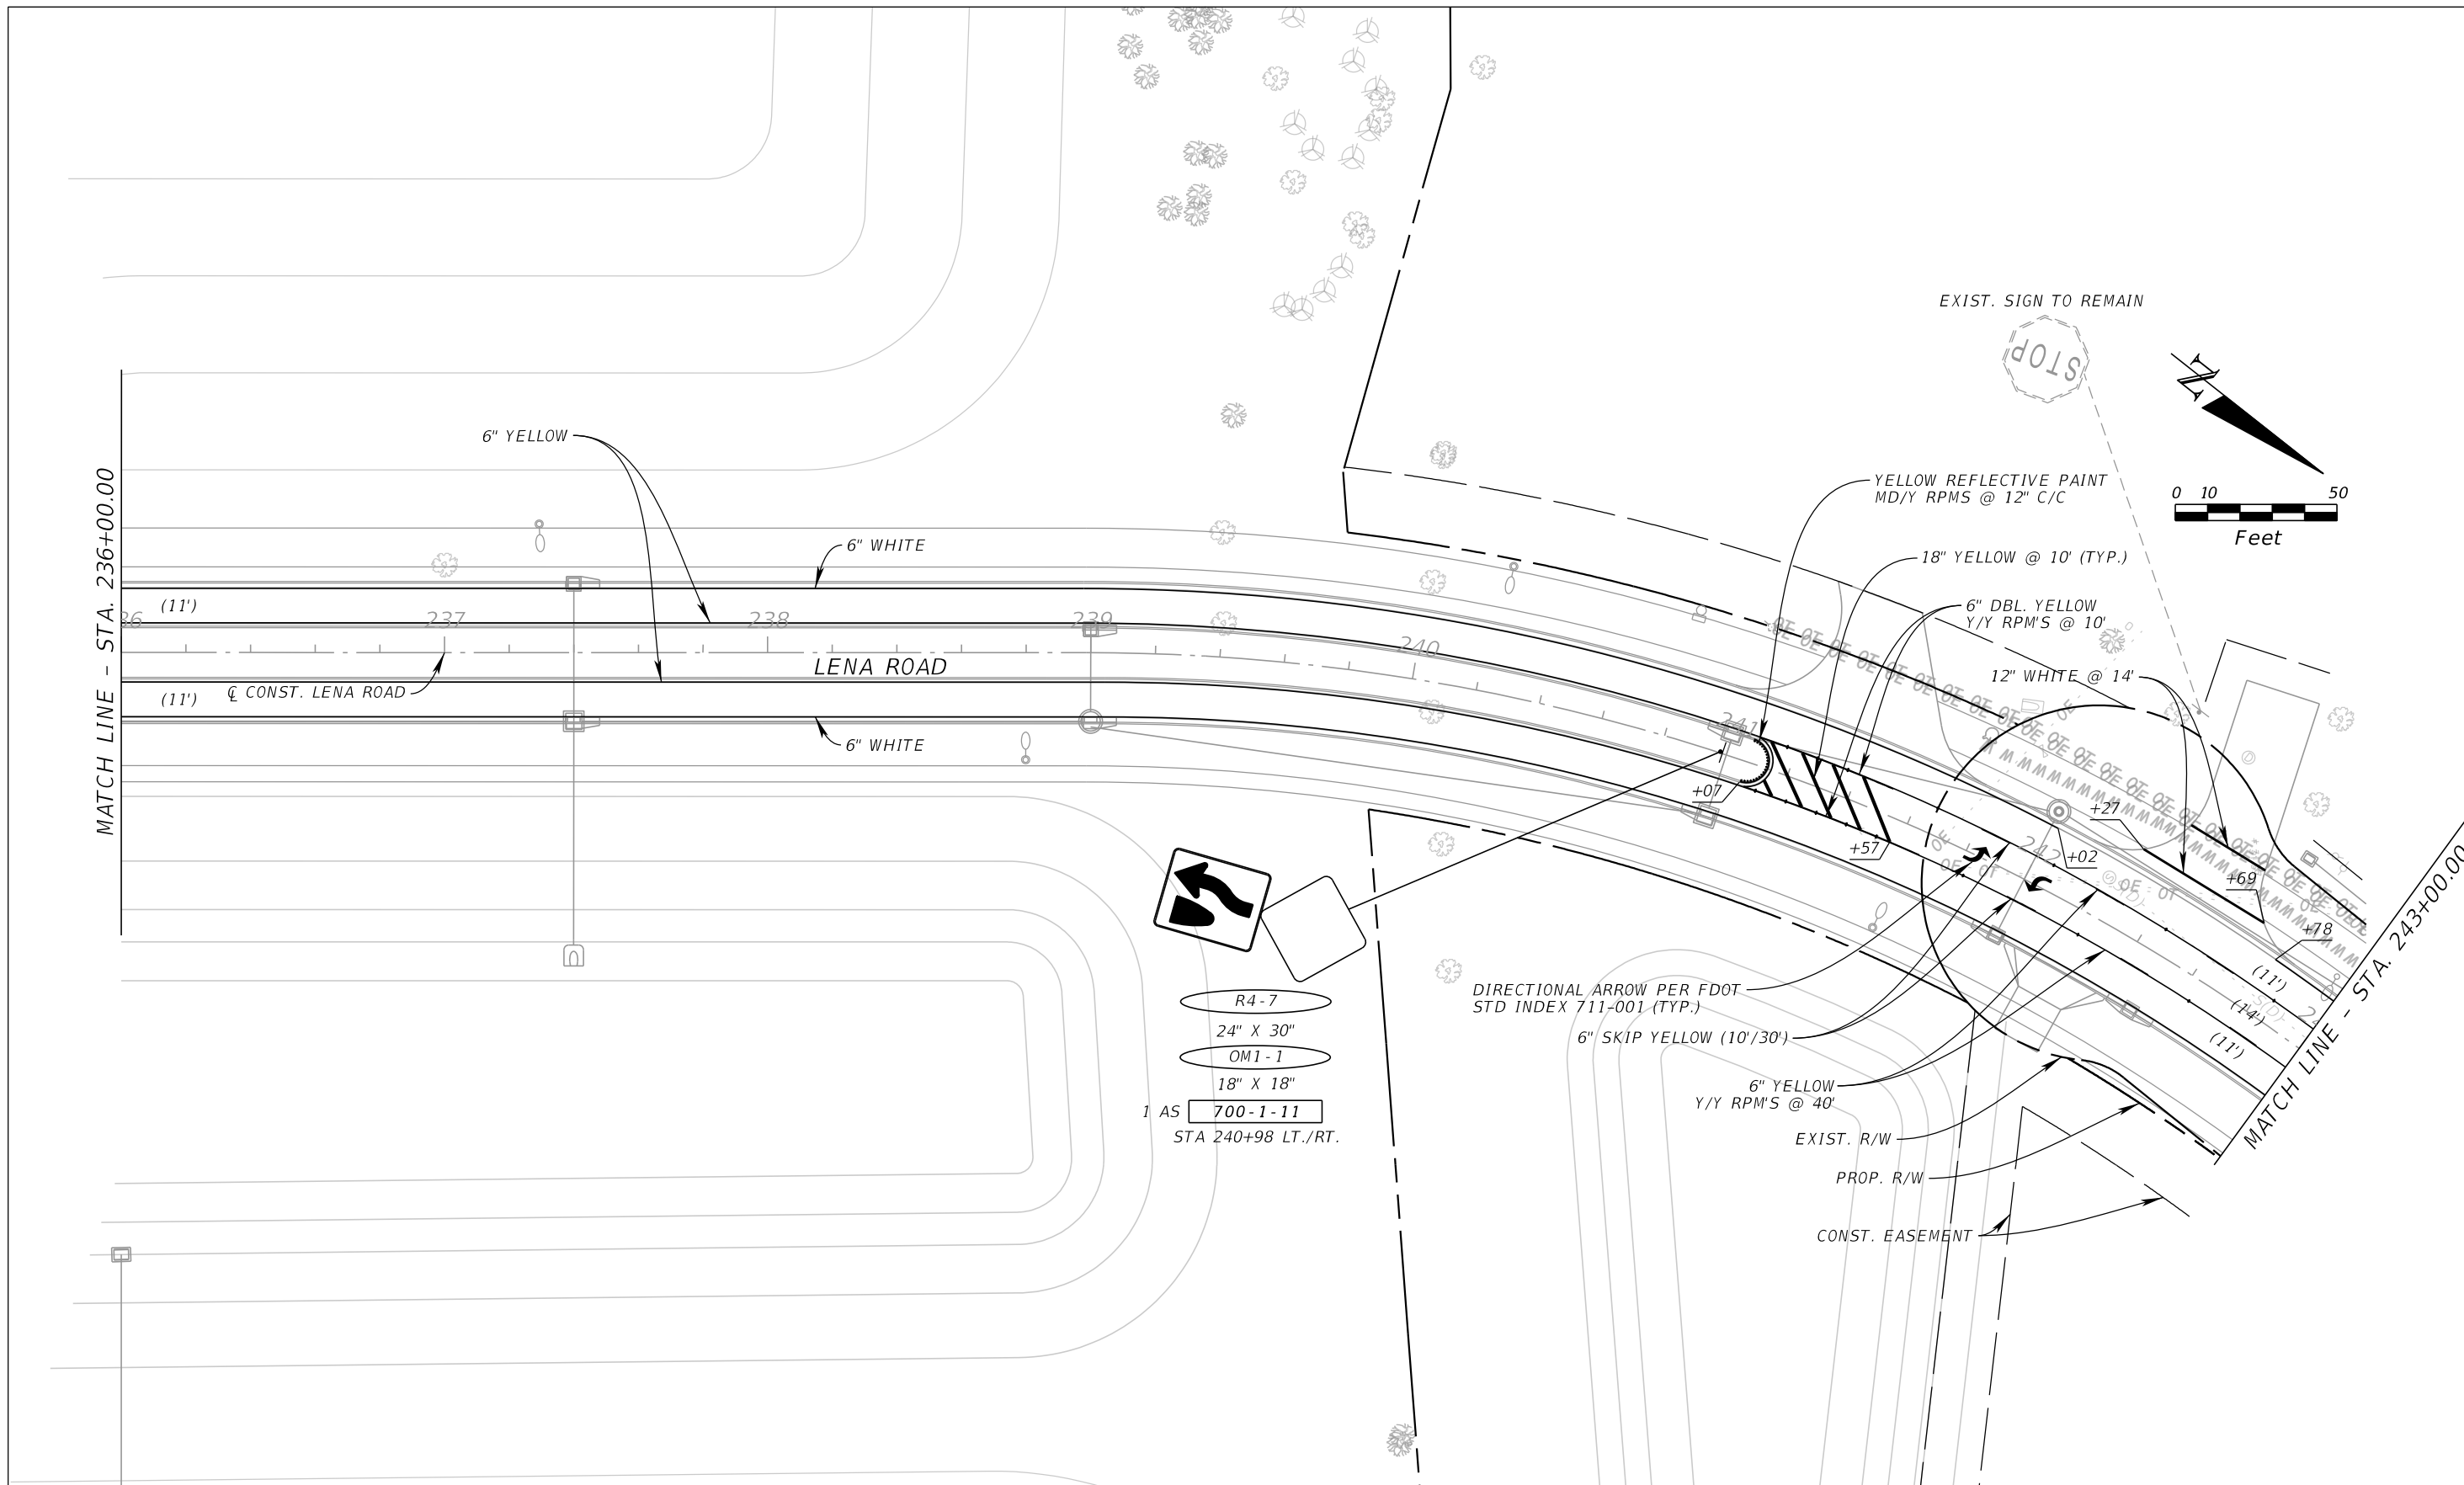 EXIST. SIGN TO REMAIN
STOP
N
0 10 50
Feet
YELLOW REFLECTIVE PAINT
MD/Y RPMS @ 12" C/C
18" YELLOW @ 10' (TYP.)
6" DBL. YELLOW
Y/Y RPM'S @ 10'
12" WHITE @ 14'
MATCH LINE - STA. 236+00.00
6" YELLOW
6" WHITE
(11')
36 237 238 239 240 241 242
LENA ROAD
(11')
℄ CONST. LENA ROAD
6" WHITE
+07
+57
+02
+27
+69
+78
OE OT
(11')
(14')
(11')
MATCH LINE - STA. 243+00.00
R4-7
24" X 30"
OM1-1
18" X 18"
1 AS 700-1-11
STA 240+98 LT./RT.
DIRECTIONAL ARROW PER FDOT
STD INDEX 711-001 (TYP.)
6" SKIP YELLOW (10'/30')
6" YELLOW
Y/Y RPM'S @ 40'
EXIST. R/W
PROP. R/W
CONST. EASEMENT